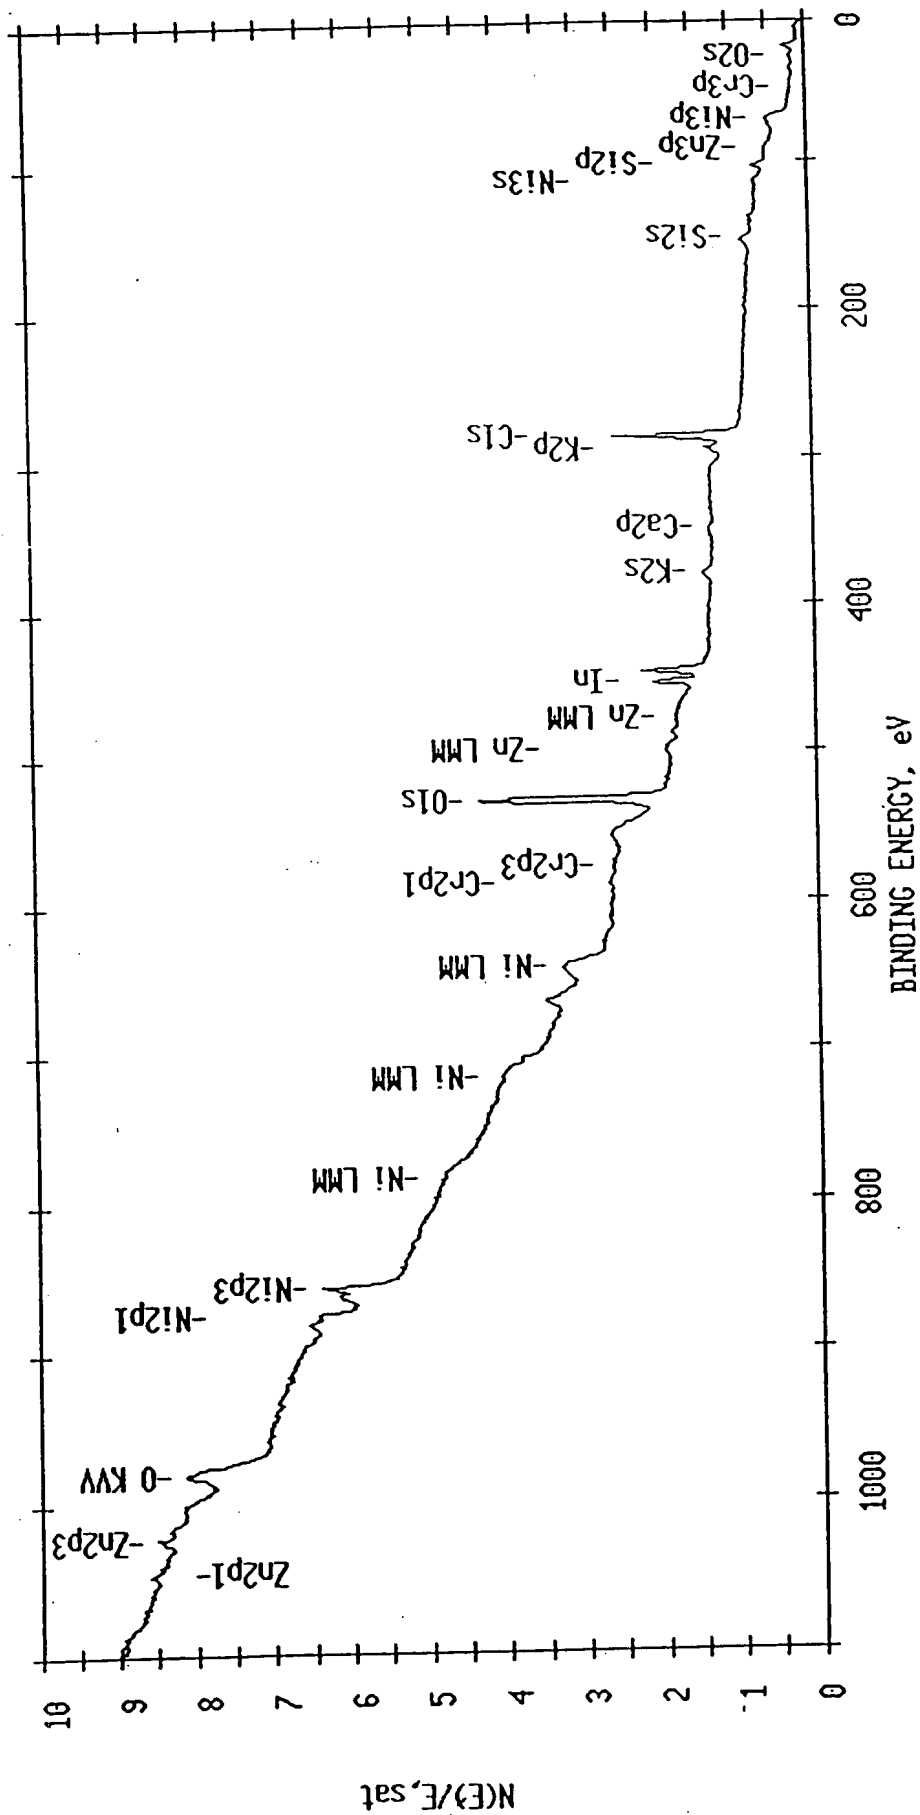 N(E)/E,sat
10
9
8
7
6
5
4
3
2
1
0
Zn2p1-
-Zn2p3
-O KVV
-Ni2p1
-Ni2p3
-Ni LMM
-Ni LMM
-Ni LMM
-Cr2p1
-Cr2p3
-O1s
-Zn LMM
-Zn LMM
-In
-K2s
-Ca2p
-K2p
-C1s
-Si2s
-Ni3s
-Si2p
-Zn3p
-Ni3p
-Cr3p
-O2s
1000
800
600
400
200
0
BINDING ENERGY, eV